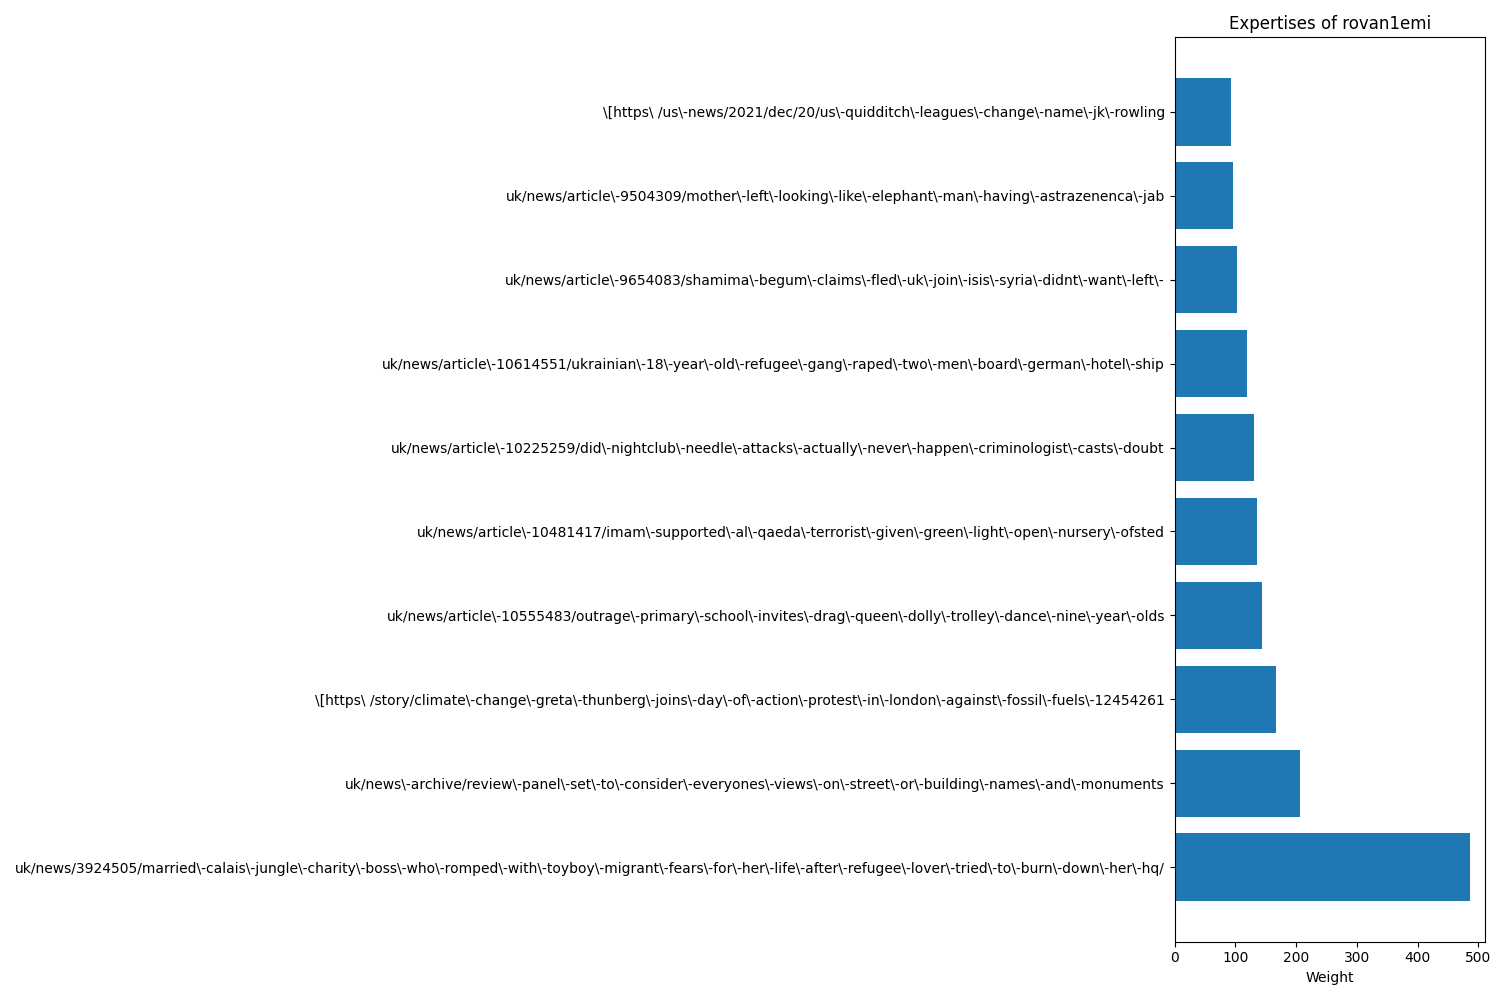 Expertises of rovan1emi
\[https\ /us\-news/2021/dec/20/us\-quidditch\-leagues\-change\-name\-jk\-rowling
uk/news/article\-9504309/mother\-left\-looking\-like\-elephant\-man\-having\-astrazenenca\-jab
uk/news/article\-9654083/shamima\-begum\-claims\-fled\-uk\-join\-isis\-syria\-didnt\-want\-left\-
uk/news/article\-10614551/ukrainian\-18\-year\-old\-refugee\-gang\-raped\-two\-men\-board\-german\-hotel\-ship
uk/news/article\-10225259/did\-nightclub\-needle\-attacks\-actually\-never\-happen\-criminologist\-casts\-doubt
uk/news/article\-10481417/imam\-supported\-al\-qaeda\-terrorist\-given\-green\-light\-open\-nursery\-ofsted
uk/news/article\-10555483/outrage\-primary\-school\-invites\-drag\-queen\-dolly\-trolley\-dance\-nine\-year\-olds
\[https\ /story/climate\-change\-greta\-thunberg\-joins\-day\-of\-action\-protest\-in\-london\-against\-fossil\-fuels\-12454261
uk/news\-archive/review\-panel\-set\-to\-consider\-everyones\-views\-on\-street\-or\-building\-names\-and\-monuments
uk/news/3924505/married\-calais\-jungle\-charity\-boss\-who\-romped\-with\-toyboy\-migrant\-fears\-for\-her\-life\-after\-refugee\-lover\-tried\-to\-burn\-down\-her\-hq/
0 100 200 300 400 500
Weight